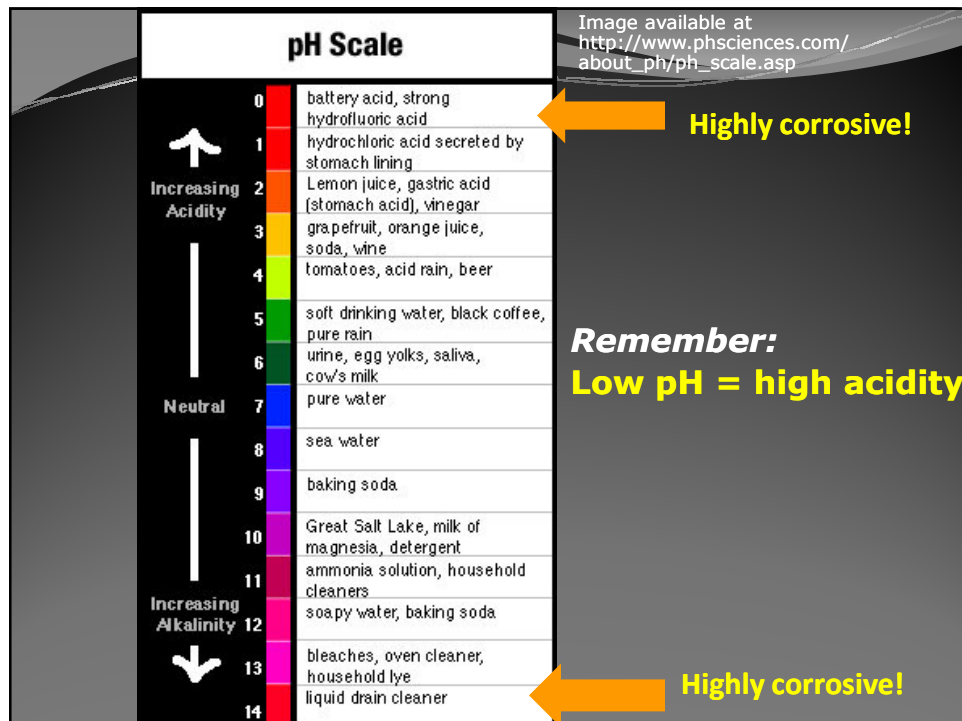 pH Scale
Image available at
http://www.phsciences.com/
about_ph/ph_scale.asp
0
battery acid, strong
hydrofluoric acid
Highly corrosive!
1
hydrochloric acid secreted by
stomach lining
Increasing
Acidity
2
Lemon juice, gastric acid
(stomach acid), vinegar
3
grapefruit, orange juice,
soda, wine
4
tomatoes, acid rain, beer
5
soft drinking water, black coffee,
pure rain
6
urine, egg yolks, saliva,
cow's milk
Remember:
Low pH = high acidity
Neutral
7
pure water
8
sea water
9
baking soda
10
Great Salt Lake, milk of
magnesia, detergent
11
ammonia solution, household
cleaners
Increasing
Alkalinity
12
soapy water, baking soda
13
bleaches, oven cleaner,
household lye
14
liquid drain cleaner
Highly corrosive!